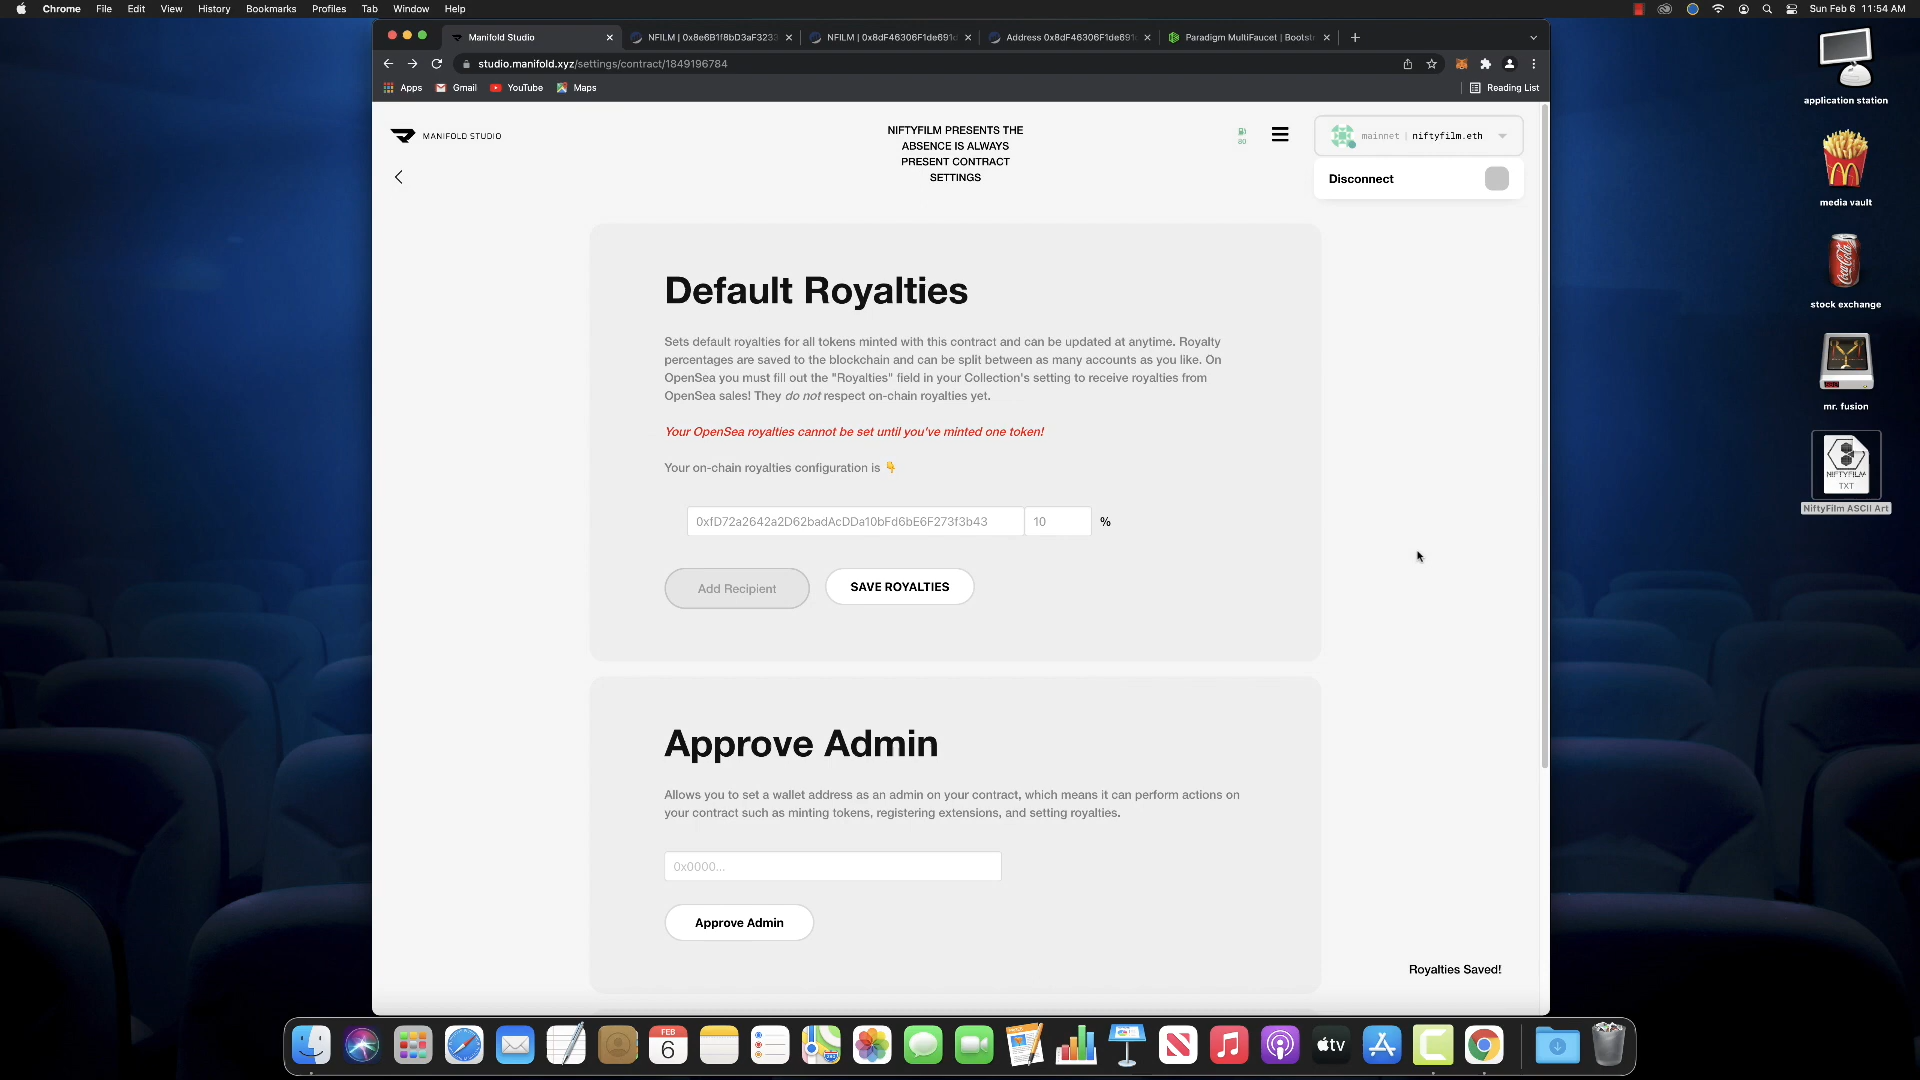 Chrome File Edit View History Bookmarks Profiles Tab Window Help
Sun Feb 6 11:54 AM
Manifold Studio
NFILM | 0x8e6B1f8bD3aF3233
NFILM | 0x8dF46306F1de691d
Address 0x8dF46306F1de691
Paradigm MultiFaucet | Bootstr
studio.manifold.xyz/settings/contract/1849196784
Apps Gmail YouTube Maps
Reading List
MANIFOLD STUDIO
NIFTYFILM PRESENTS THE
ABSENCE IS ALWAYS
PRESENT CONTRACT
SETTINGS
80
mainnet | niftyfilm.eth
Disconnect
Default Royalties
Sets default royalties for all tokens minted with this contract and can be updated at anytime. Royalty
percentages are saved to the blockchain and can be split between as many accounts as you like. On
OpenSea you must fill out the "Royalties" field in your Collection's setting to receive royalties from
OpenSea sales! They do not respect on-chain royalties yet.
Your OpenSea royalties cannot be set until you've minted one token!
Your on-chain royalties configuration is 👇
0xfD72a2642a2D62badAcDDa10bFd6bE6F273f3b43 10 %
Add Recipient SAVE ROYALTIES
Approve Admin
Allows you to set a wallet address as an admin on your contract, which means it can perform actions on
your contract such as minting tokens, registering extensions, and setting royalties.
0x0000...
Approve Admin
Royalties Saved!
application station
media vault
Coca-Cola
stock exchange
mr. fusion
NIFTYFILM
TXT
NiftyFilm ASCII Art
FEB
6
tv